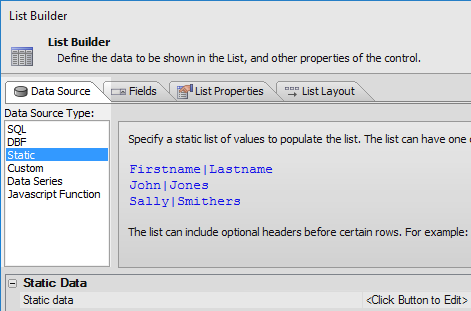 List Builder
List Builder
Define the data to be shown in the List, and other properties of the control.
Data Source Fields List Properties List Layout
Data Source Type:
SQL
DBF
Static
Custom
Data Series
Javascript Function
Specify a static list of values to populate the list. The list can have one
Firstname|Lastname
John|Jones
Sally|Smithers
The list can include optional headers before certain rows. For example:
Static Data
Static data <Click Button to Edit>